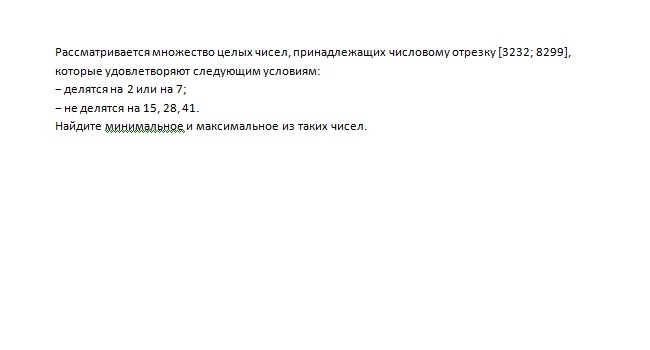 Рассматривается множество целых чисел, принадлежащих числовому отрезку [3232; 8299],
которые удовлетворяют следующим условиям:
− делятся на 2 или на 7;
− не делятся на 15, 28, 41.
Найдите минимальное и максимальное из таких чисел.